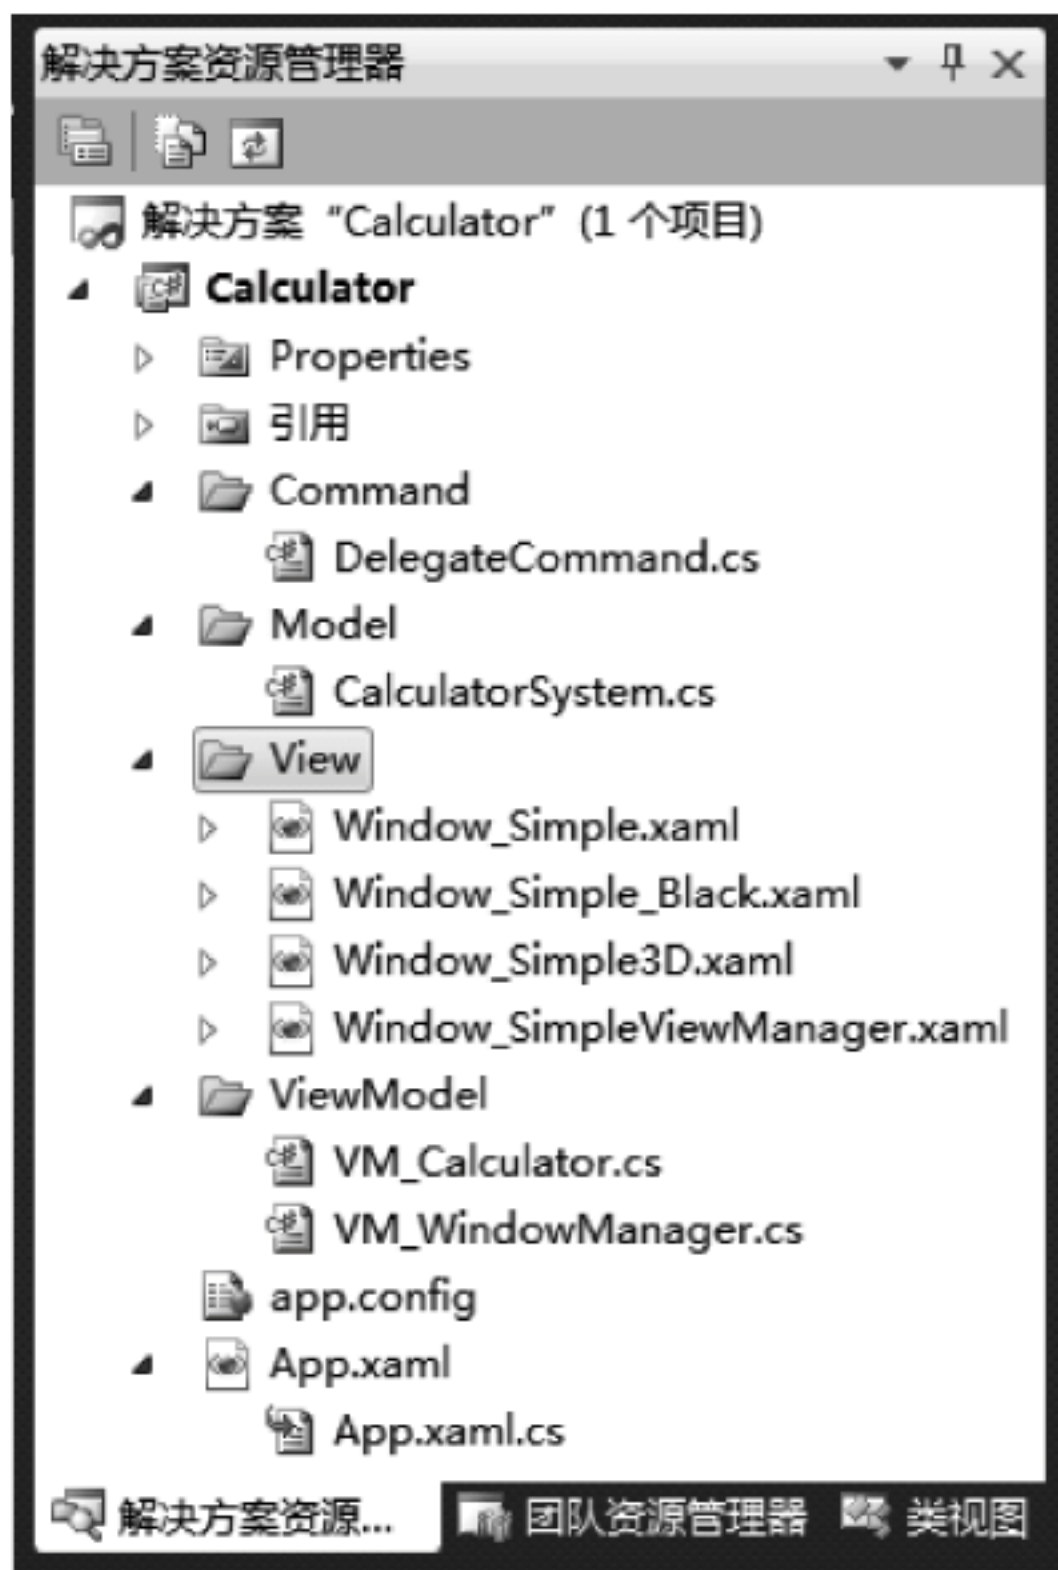 解决方案资源管理器
解决方案 “Calculator” (1 个项目)
Calculator
Properties
引用
Command
DelegateCommand.cs
Model
CalculatorSystem.cs
View
Window_Simple.xaml
Window_Simple_Black.xaml
Window_Simple3D.xaml
Window_SimpleViewManager.xaml
ViewModel
VM_Calculator.cs
VM_WindowManager.cs
app.config
App.xaml
App.xaml.cs
解决方案资源... 团队资源管理器 类视图